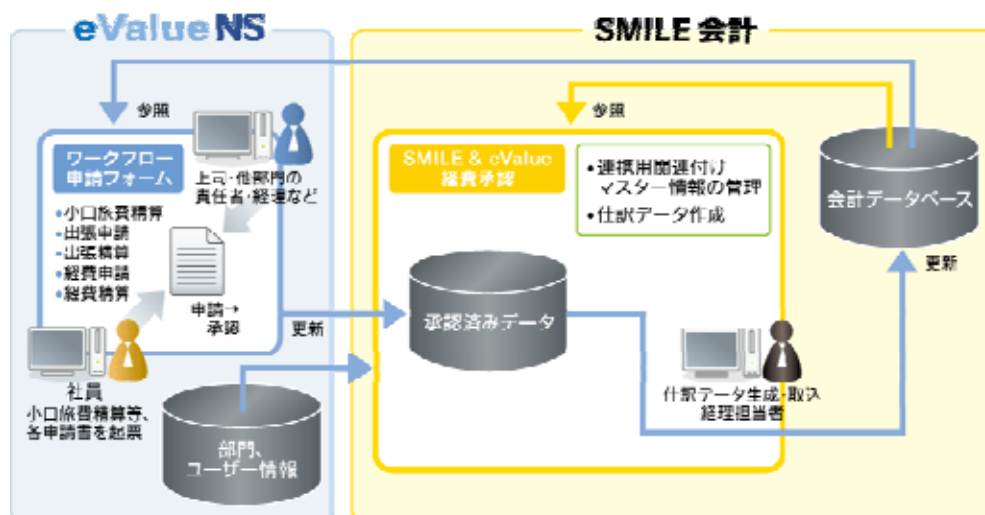 eValue NS
SMILE 会計
参照
参照
ワークフロー
申請フォーム
上司・他部門の
責任者・経理など
・小口旅費精算
・出張申請
・出張精算
・経費申請
・経費精算
申請→
承認
社員
小口旅費精算等、
各申請書を起票
更新
部門、
ユーザー情報
SMILE & eValue
経費承認
・連携用関連付け
マスター情報の管理
・仕訳データ作成
承認済みデータ
仕訳データ生成・取込
経理担当者
会計データベース
更新